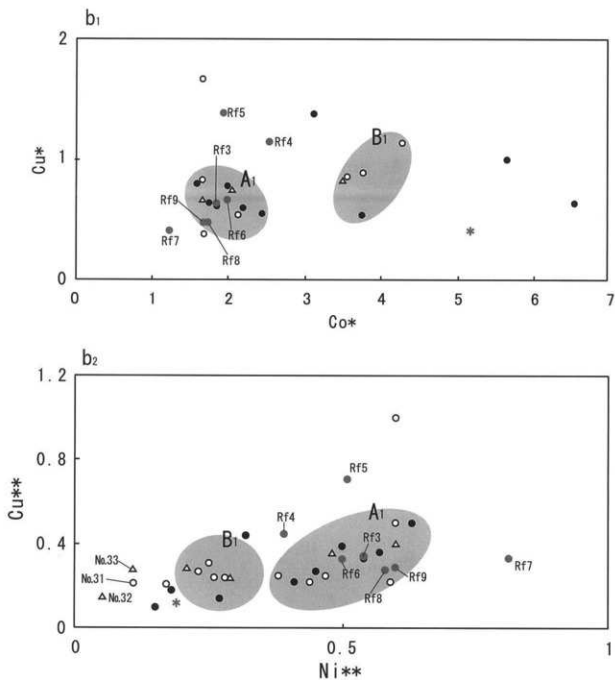 b1
2
Rf5
Rf4
B1
Rf3
A1
Cu*
1
Rf9
Rf7
Rf6
Rf8
*
0
0 1 2 3 4 5 6 7
Co*
b2
1.2
Rf5
0.8
A1
Rf4
Cu**
B1
0.4
No.33
No.31
No.32
Rf3
Rf6
Rf8
Rf9
Rf7
*
0
0.5 1
Ni**